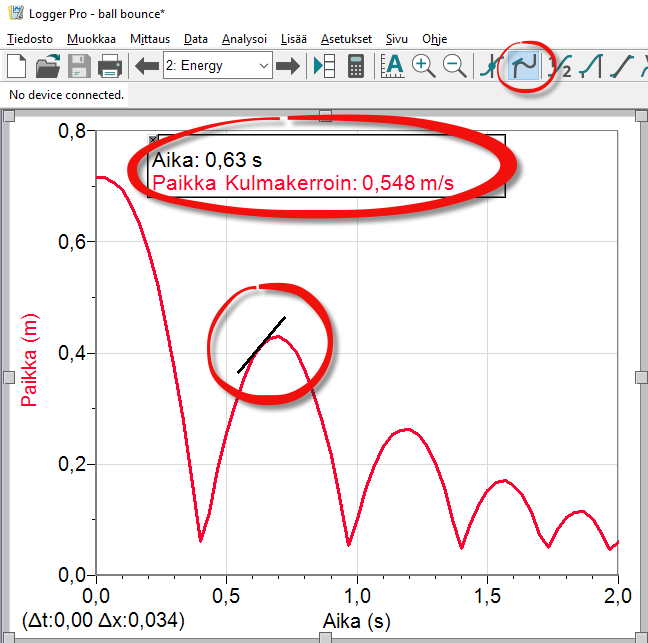 Logger Pro - ball bounce*
Tiedosto Muokkaa Mittaus Data Analysoi Lisää Asetukset Sivu Ohje
2: Energy
No device connected.
Aika: 0,63 s
Paikka Kulmakerroin: 0,548 m/s
0,8
0,6
0,4
0,2
0,0
Paikka (m)
0,0 0,5 1,0 1,5 2,0
(Δt:0,00 Δx:0,034)
Aika (s)